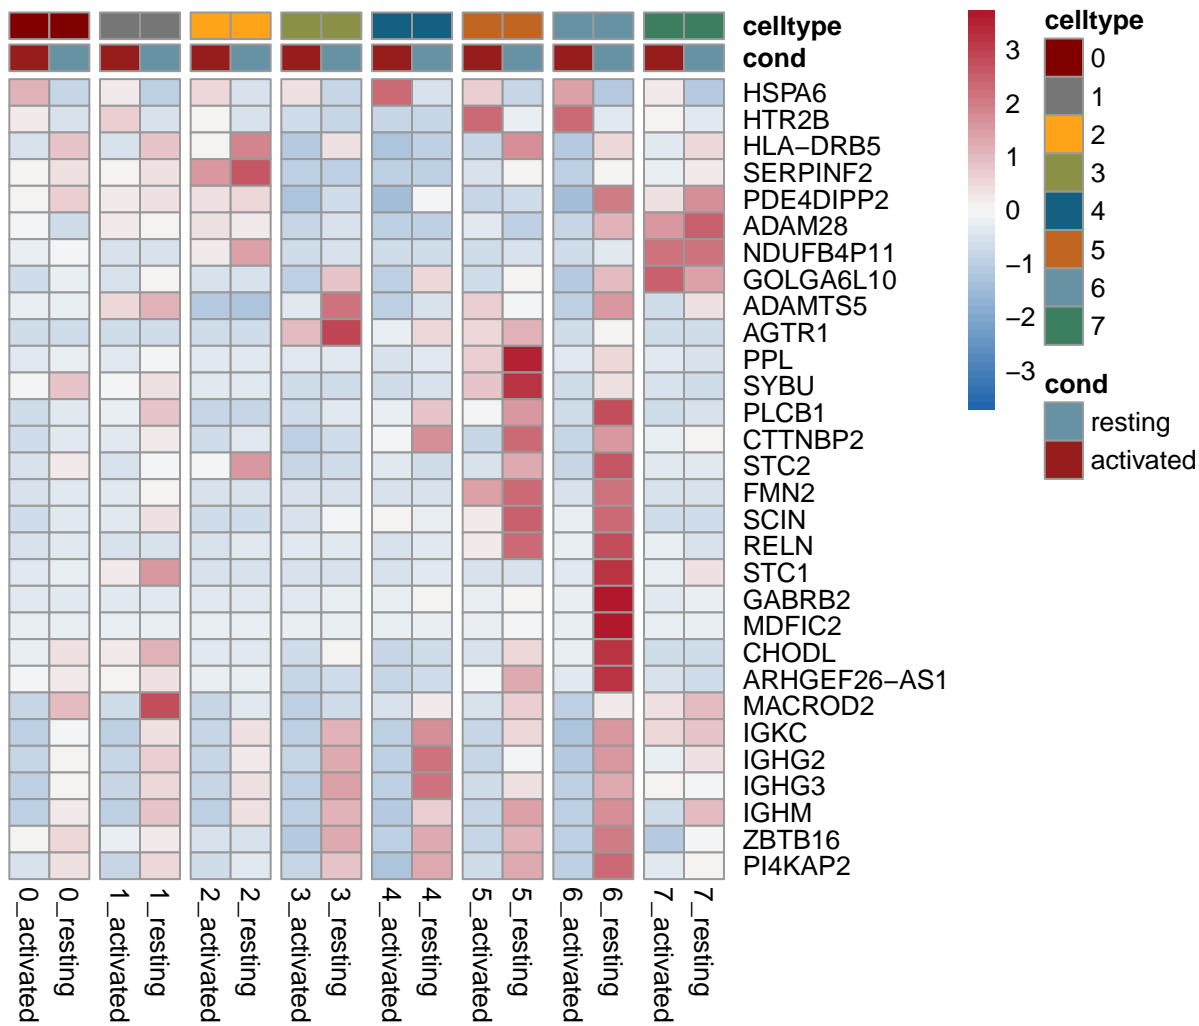 celltype
cond
HSPA6
HTR2B
HLA−DRB5
SERPINF2
PDE4DIPP2
ADAM28
NDUFB4P11
GOLGA6L10
ADAMTS5
AGTR1
PPL
SYBU
PLCB1
CTTNBP2
STC2
FMN2
SCIN
RELN
STC1
GABRB2
MDFIC2
CHODL
ARHGEF26−AS1
MACROD2
IGKC
IGHG2
IGHG3
IGHM
ZBTB16
PI4KAP2
0_activated
0_resting
1_activated
1_resting
2_activated
2_resting
3_activated
3_resting
4_activated
4_resting
5_activated
5_resting
6_activated
6_resting
7_activated
7_resting
3
2
1
0
−1
−2
−3
celltype
0
1
2
3
4
5
6
7
cond
resting
activated